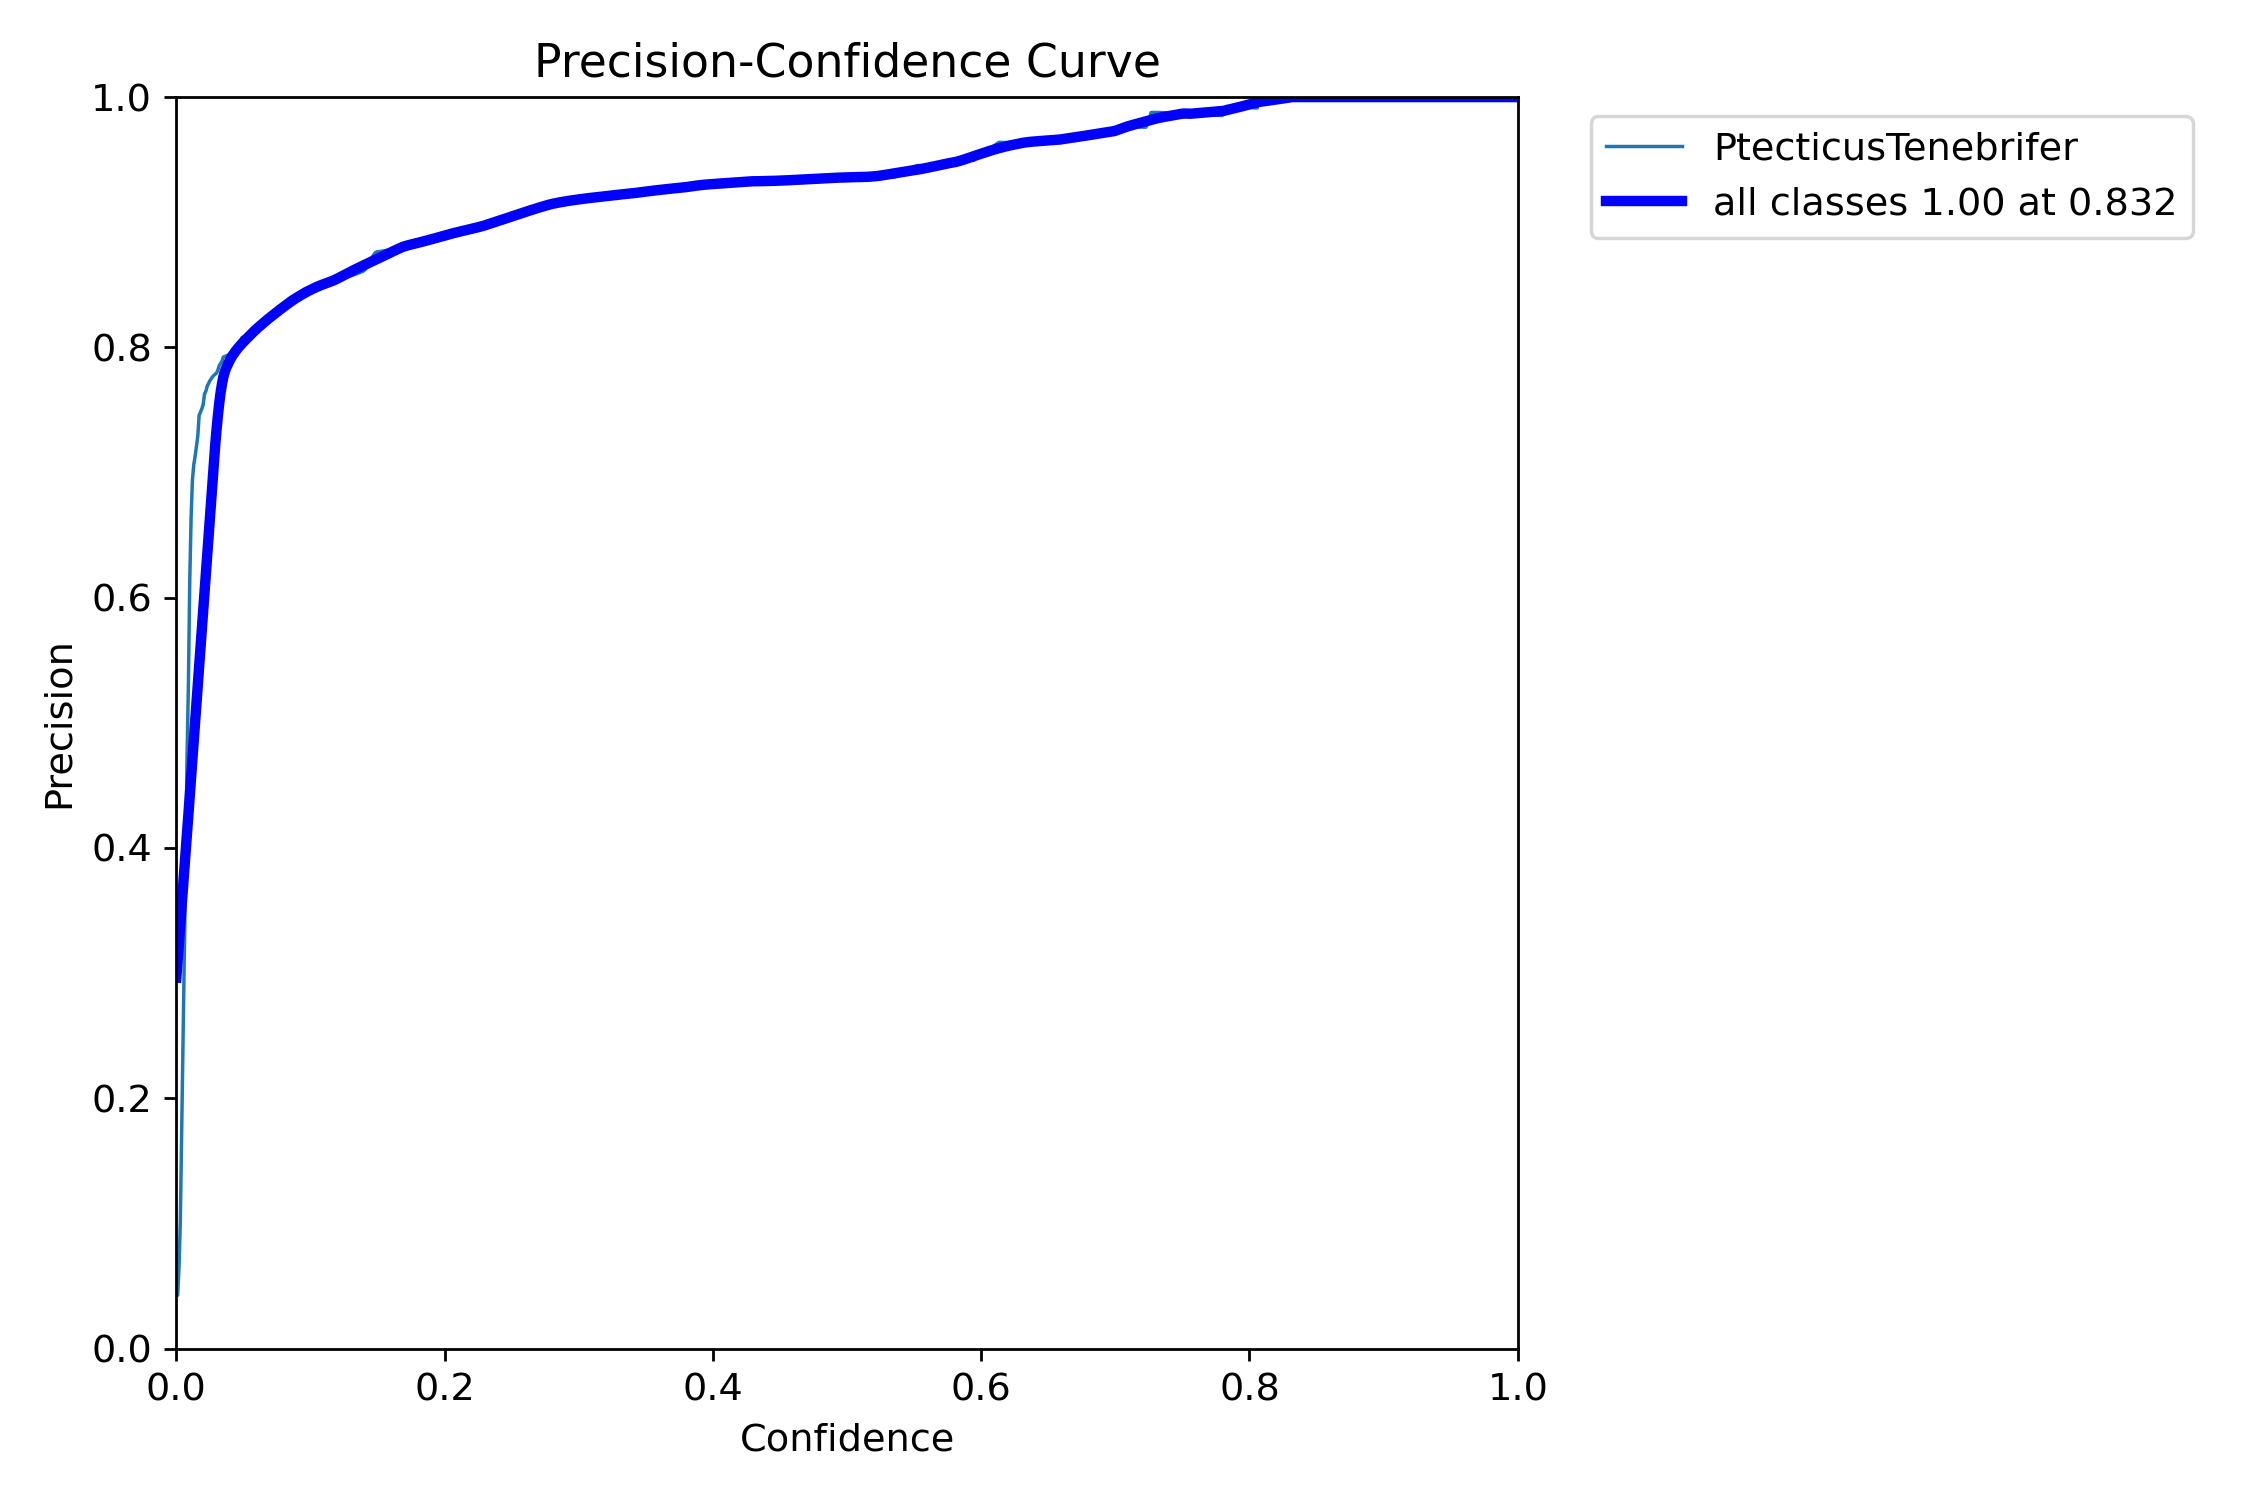 Precision-Confidence Curve
PtecticusTenebrifer
all classes 1.00 at 0.832
1.0
0.8
0.6
0.4
0.2
0.0
Precision
0.0 0.2 0.4 0.6 0.8 1.0
Confidence